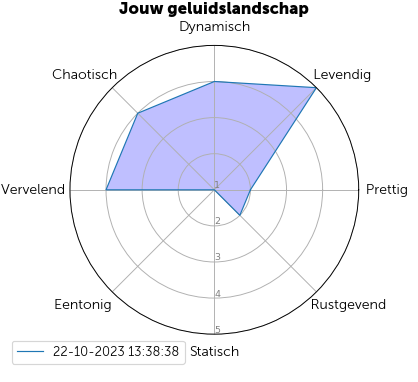 Jouw geluidslandschap
Dynamisch
Chaotisch
Levendig
Vervelend
1
Prettig
2
3
4
Eentonig
Rustgevend
5
22-10-2023 13:38:38
Statisch